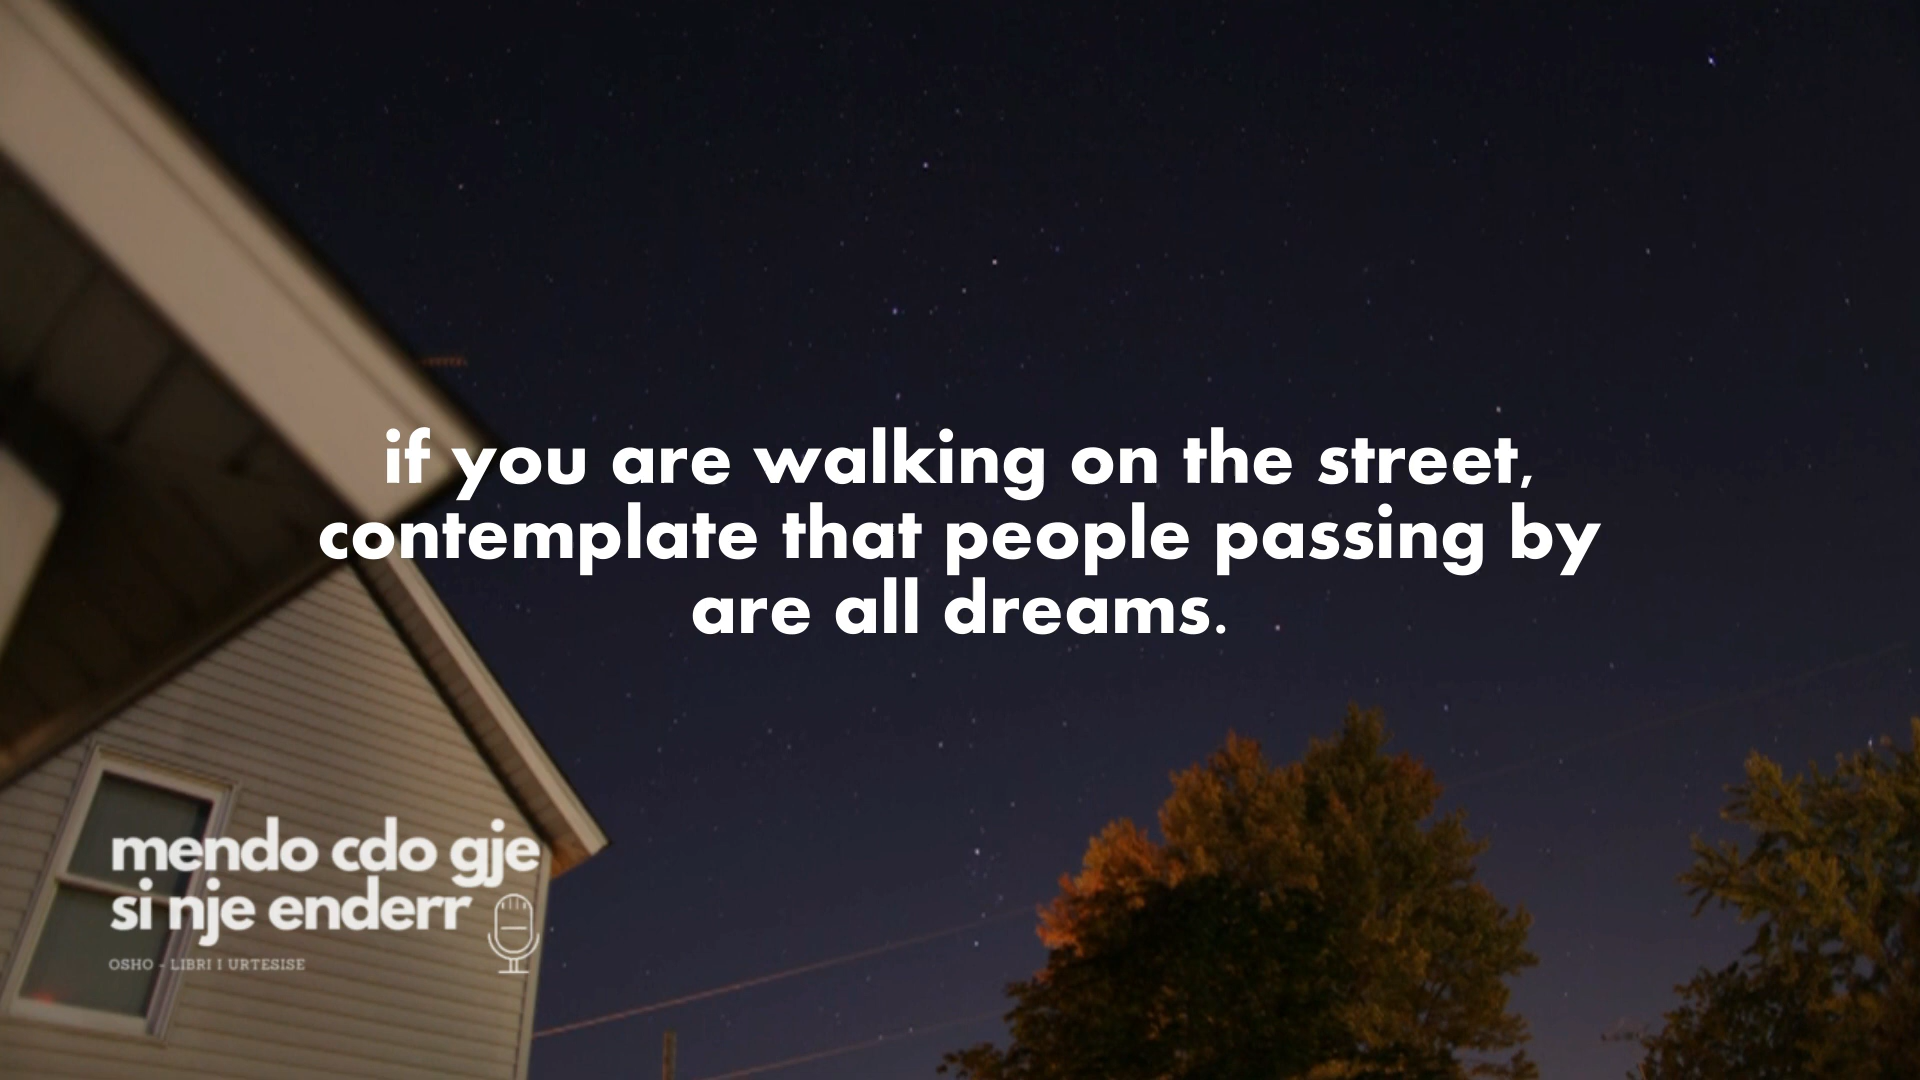 if you are walking on the street,
contemplate that people passing by
are all dreams.
mendo cdo gje
si nje enderr
OSHO - LIBRI I URTESISE